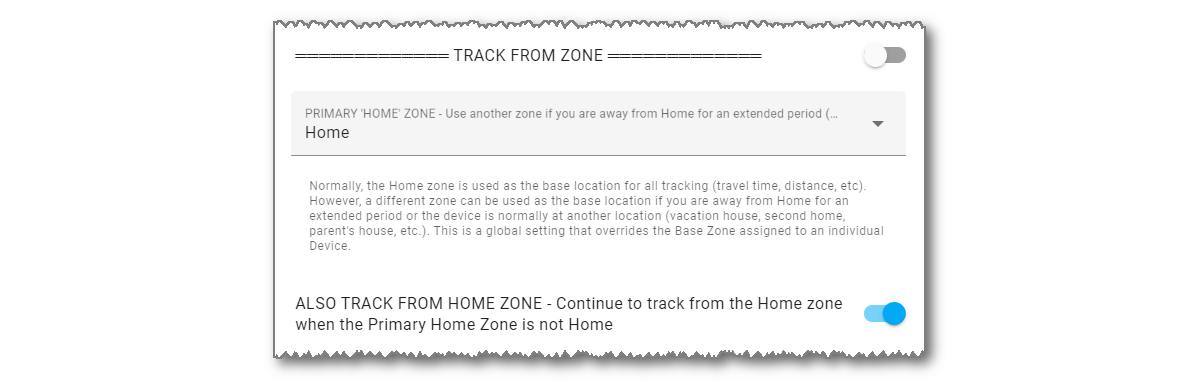 ============= TRACK FROM ZONE =============
PRIMARY 'HOME' ZONE - Use another zone if you are away from Home for an extended period (...
Home
Normally, the Home zone is used as the base location for all tracking (travel time, distance, etc).
However, a different zone can be used as the base location if you are away from Home for an
extended period or the device is normally at another location (vacation house, second home,
parent's house, etc.). This is a global setting that overrides the Base Zone assigned to an individual
Device.
ALSO TRACK FROM HOME ZONE - Continue to track from the Home zone
when the Primary Home Zone is not Home